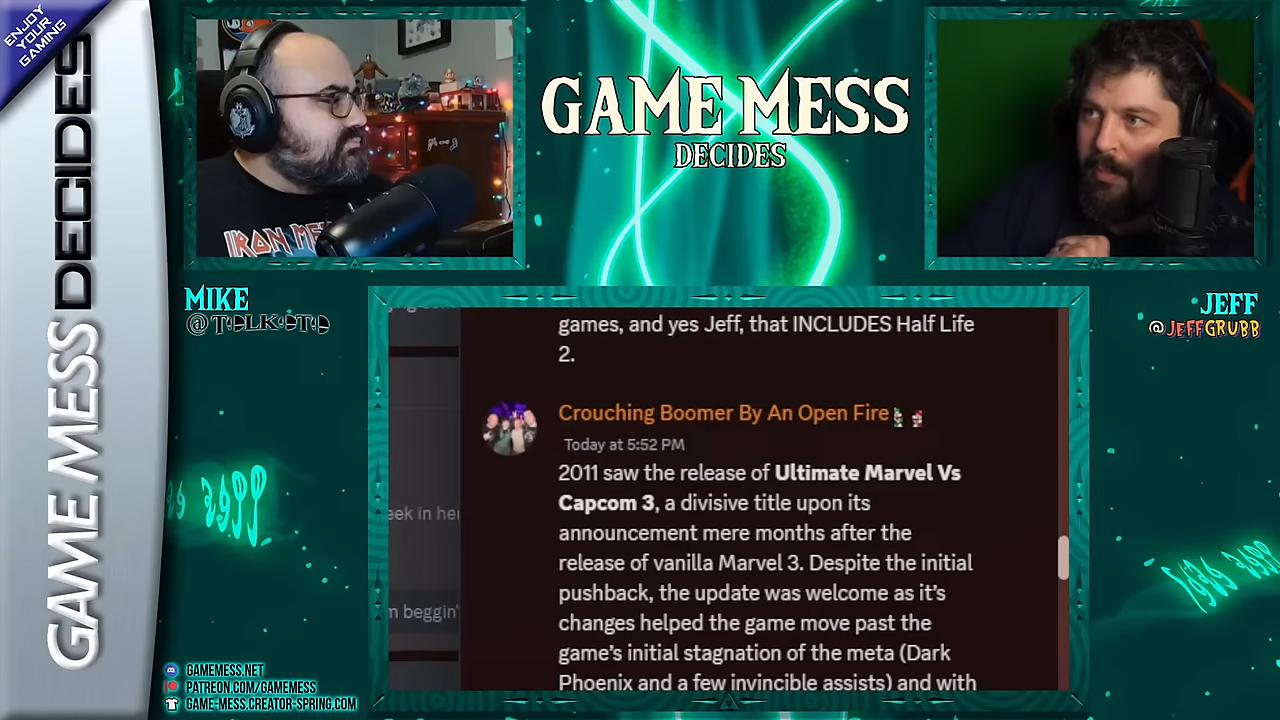 ENJOY
YOUR
GAMING
GAME MESS DECIDES
IRON ME
GAME MESS
DECIDES
MIKE
JEFF
@JEFFGRUBB
games, and yes Jeff, that INCLUDES Half Life
2.
Crouching Boomer By An Open Fire
Today at 5:52 PM
2011 saw the release of Ultimate Marvel Vs
Capcom 3, a divisive title upon its
announcement mere months after the
release of vanilla Marvel 3. Despite the initial
pushback, the update was welcome as it's
changes helped the game move past the
game's initial stagnation of the meta (Dark
Phoenix and a few invincible assists) and with
eek in her
m beggin'
GAMEMESS.NET
PATREON.COM/GAMEMESS
GAME-MESS.CREATOR-SPRING.COM